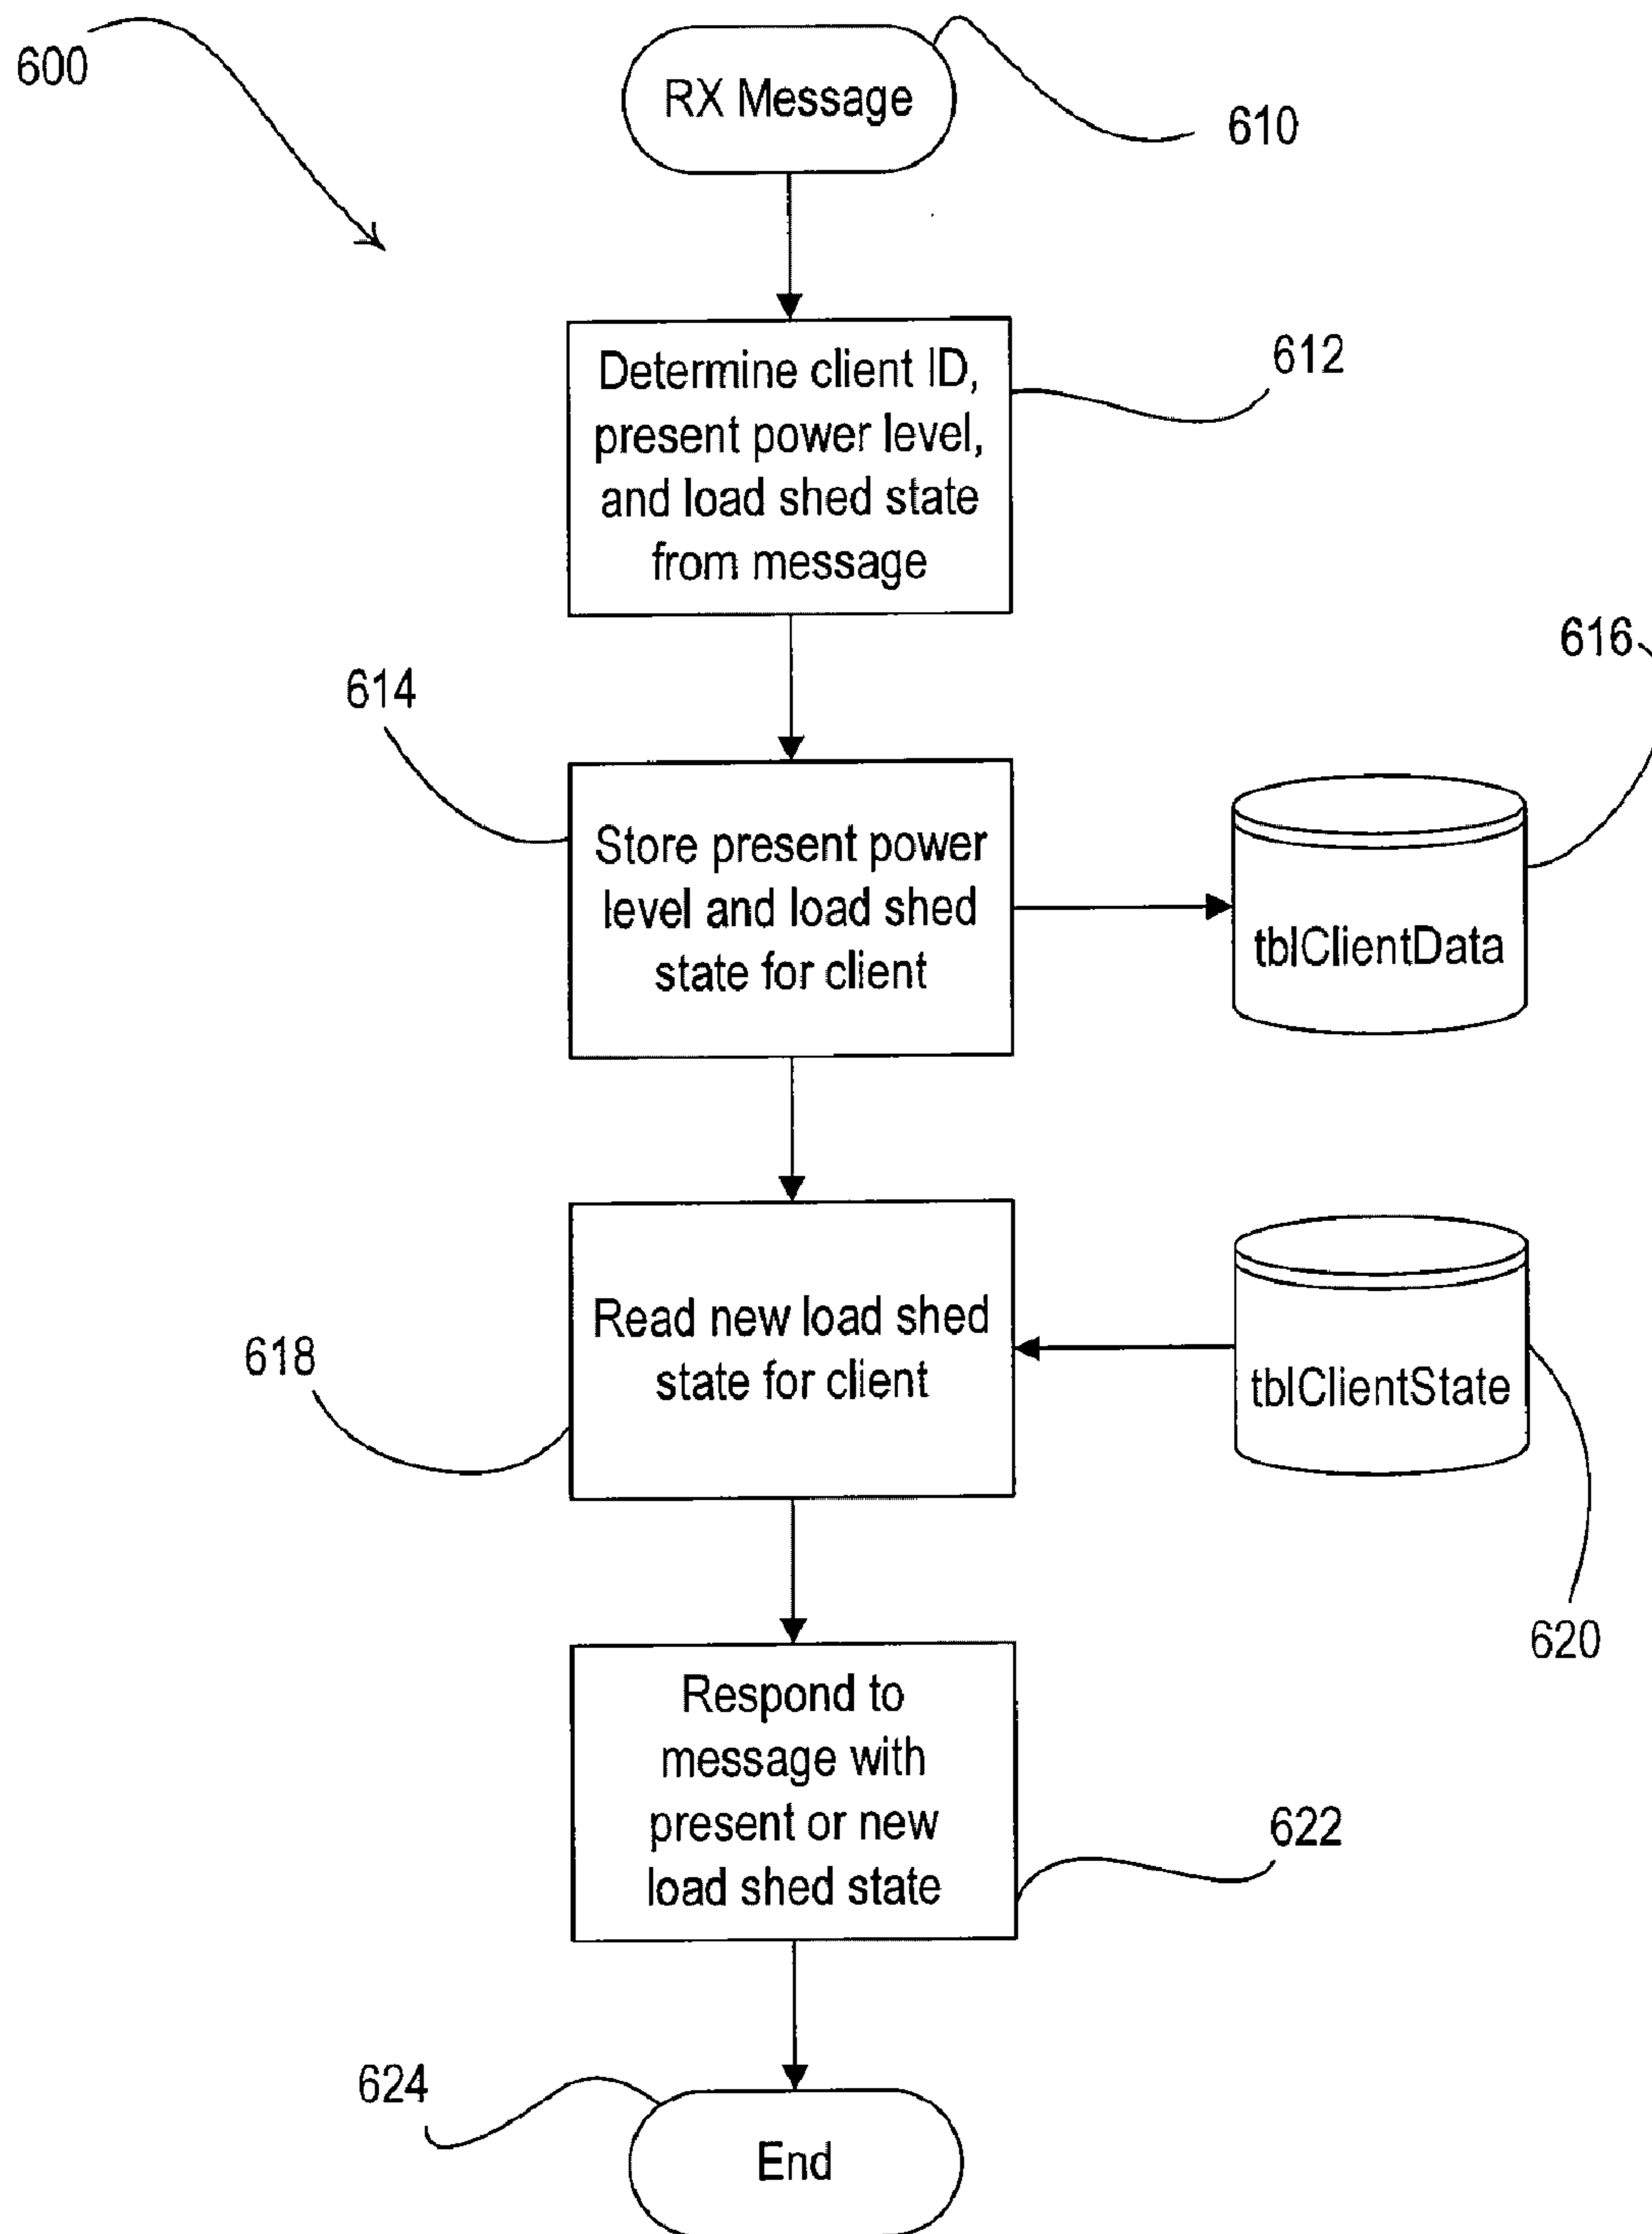 600
RX Message
610
Determine client ID,
present power level,
and load shed state
from message
612
616
614
Store present power
level and load shed
state for client
tblClientData
Read new load shed
state for client
618
tblClientState
620
Respond to
message with
present or new
load shed state
622
624
End